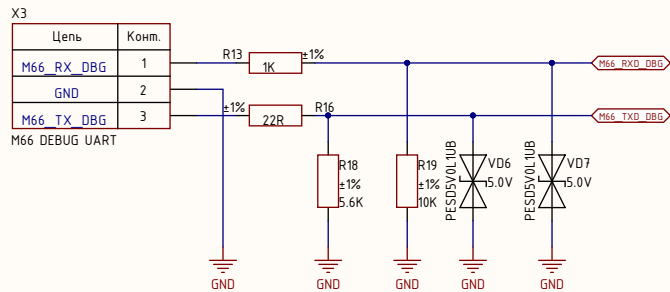 X3
Цепь Конт.
M66_RX_DBG 1
GND 2
M66_TX_DBG 3
M66 DEBUG UART
R13 1K ±1%
±1% 22R R16
M66_RXD_DBG
M66_TXD_DBG
R18
±1%
5.6K
R19
±1%
10K
PESD5V0L1UB
VD6
5.0V
PESD5V0L1UB
VD7
5.0V
GND
GND
GND
GND
GND